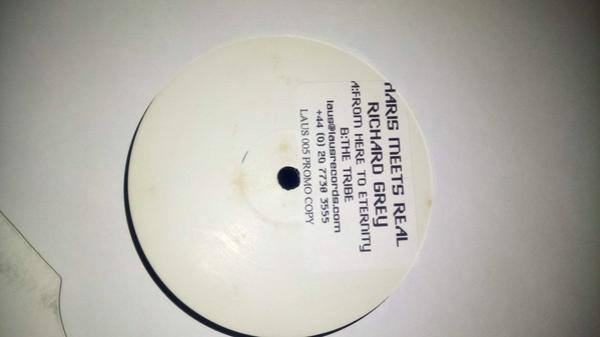 HARIS MEETS REAL
RICHARD GREY
A:FROM HERE TO ETERNITY
B:THE TRIBE
laus@lausrecords.com
+44 (0) 20 7738 3555
LAUS 005 PROMO COPY